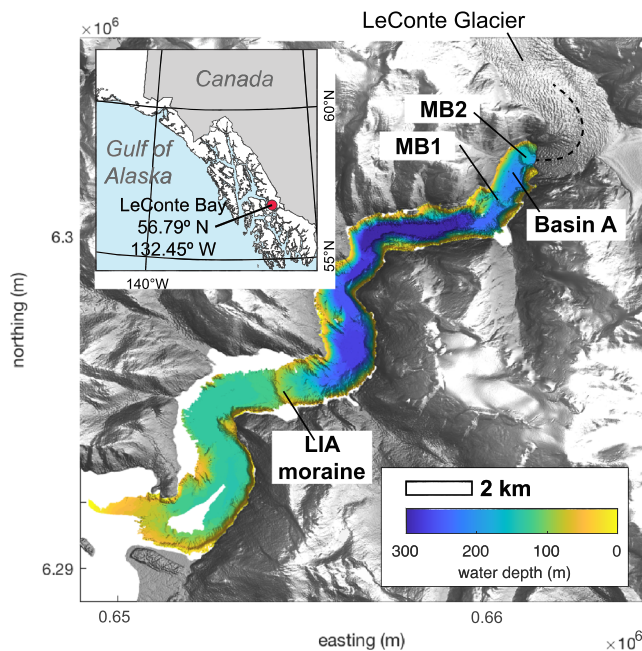 × 10⁶
LeConte Glacier
Canada
60°N
MB2
Gulf of
Alaska
MB1
LeConte Bay
56.79º N
132.45º W
Basin A
6.3
55°N
140°W
northing (m)
LIA
moraine
2 km
300 200 100 0
water depth (m)
6.29
0.65 0.66
easting (m)
×10⁶